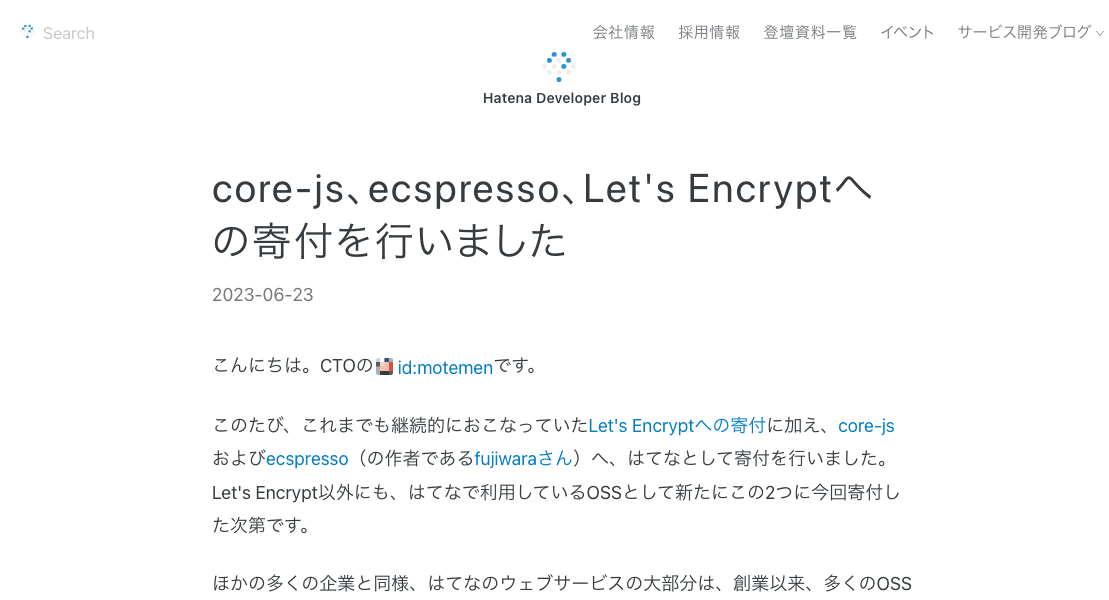 Search
会社情報 採用情報 登壇資料一覧 イベント サービス開発ブログ
Hatena Developer Blog
core-js、ecspresso、Let's Encryptへ
の寄付を行いました
2023-06-23
こんにちは。CTOの id:motemenです。
このたび、これまでも継続的におこなっていたLet's Encryptへの寄付に加え、core-js
およびecspresso（の作者であるfujiwaraさん）へ、はてなとして寄付を行いました。
Let's Encrypt以外にも、はてなで利用しているOSSとして新たにこの2つに今回寄付し
た次第です。
ほかの多くの企業と同様、はてなのウェブサービスの大部分は、創業以来、多くのOSS